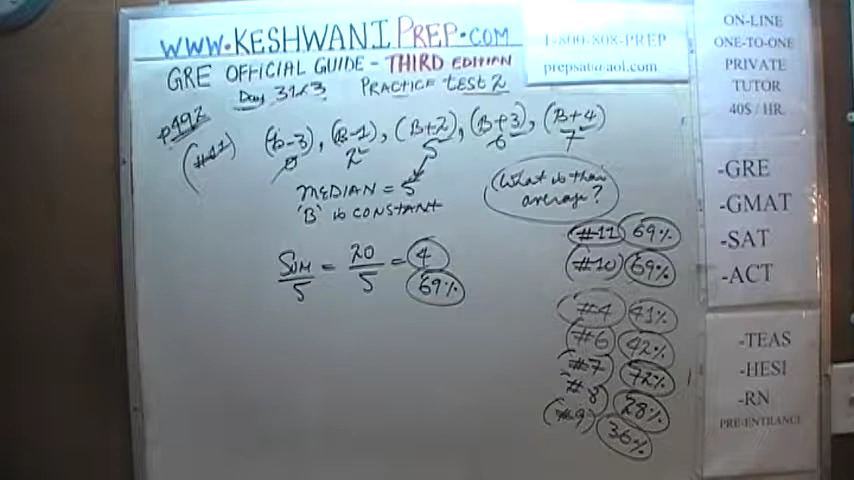 WWW.KESHWANIPREP.COM
GRE OFFICIAL GUIDE - THIRD EDITION
Day 31&3 PRACTICE TEST 2
1-800-808-PREP
prepsat@aol.com
ON-LINE
ONE-TO-ONE
PRIVATE
TUTOR
40$ / HR.
p492
(#11) (b-3), (B-1), (B+2), (B+3), (B+4)
0 2 5 6 7
MEDIAN = 5
'B' is CONSTANT
(What is their
average?
SUM/5 = 20/5 = 4
69%
#11 69%
#10 69%
#4 41%
#6 42%
#7 72%
#8 28%
#9 36%
-GRE
-GMAT
-SAT
-ACT
-TEAS
-HESI
-RN
PRE-ENTRANCE